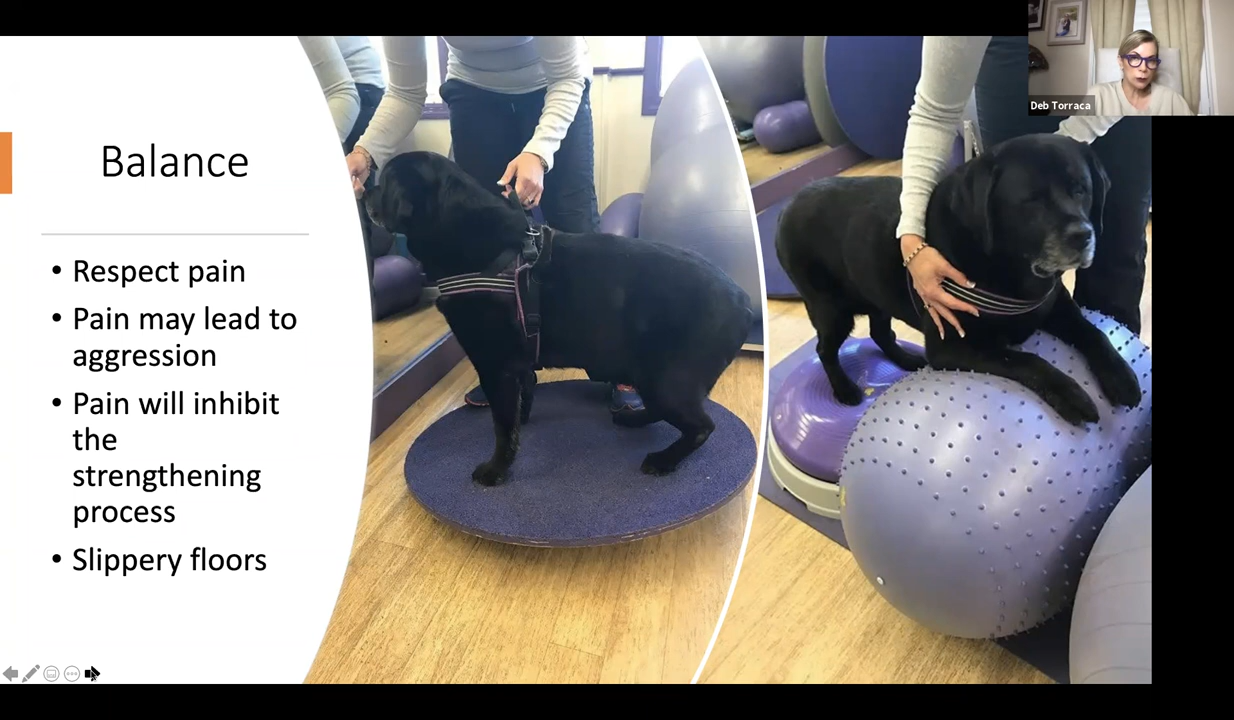 Deb Torraca
Balance
• Respect pain
• Pain may lead to
aggression
• Pain will inhibit
the
strengthening
process
• Slippery floors